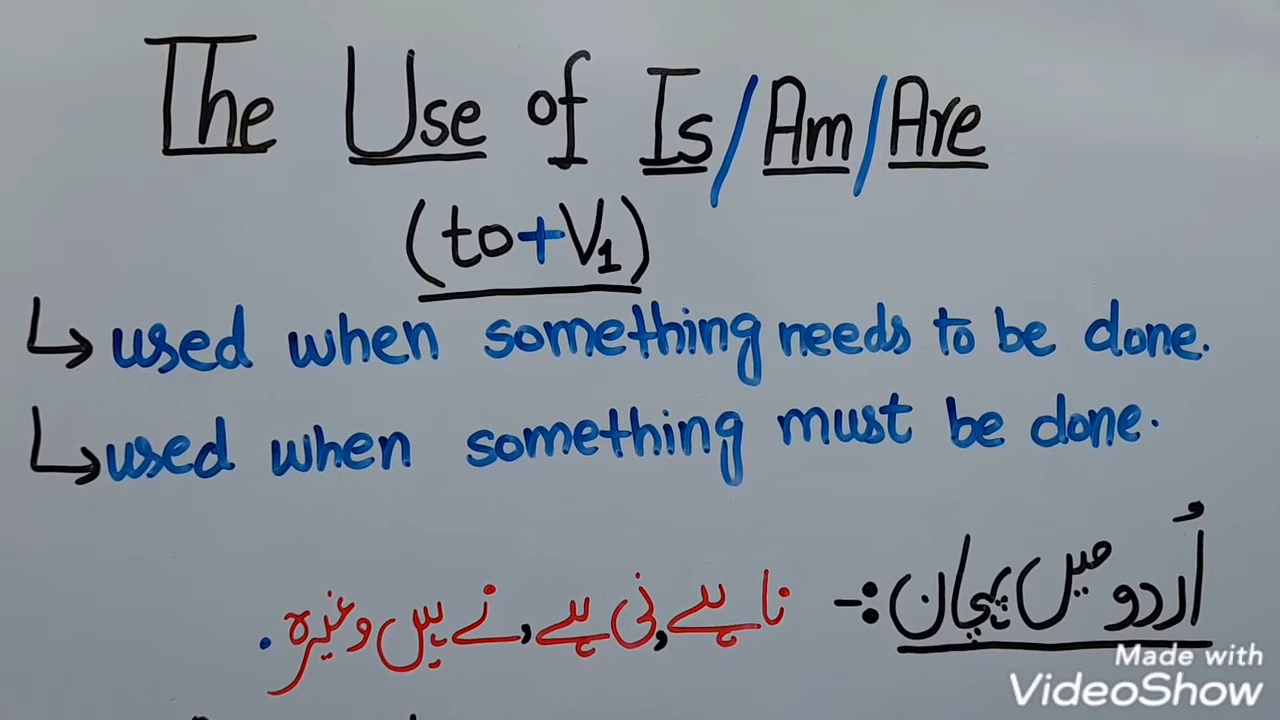 The Use of Is/Am/Are
(to+V1)
↳ used when something needs to be done.
↳ used when something must be done.
اُردو میں پہچان :- نا ہے, نی ہے, نے ہیں وغیرہ.
Made with
VideoShow